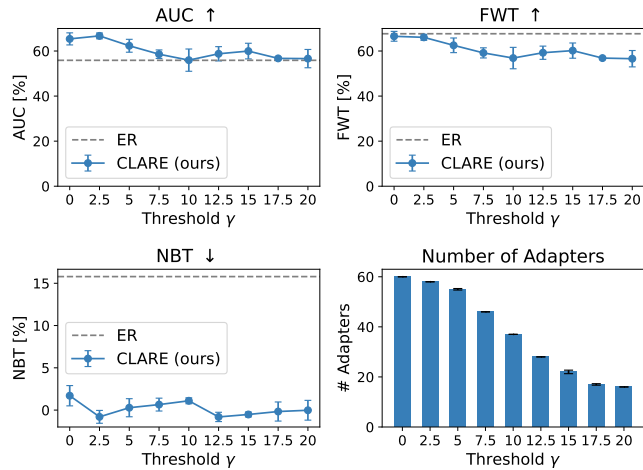 AUC ↑
AUC [%]
60
40
20
0
ER
CLARE (ours)
0 2.5 5 7.5 10 12.5 15 17.5 20
Threshold γ
FWT ↑
FWT [%]
60
40
20
0
ER
CLARE (ours)
0 2.5 5 7.5 10 12.5 15 17.5 20
Threshold γ
NBT ↓
NBT [%]
15
10
5
0
ER
CLARE (ours)
0 2.5 5 7.5 10 12.5 15 17.5 20
Threshold γ
Number of Adapters
# Adapters
60
40
20
0
0 2.5 5 7.5 10 12.5 15 17.5 20
Threshold γ